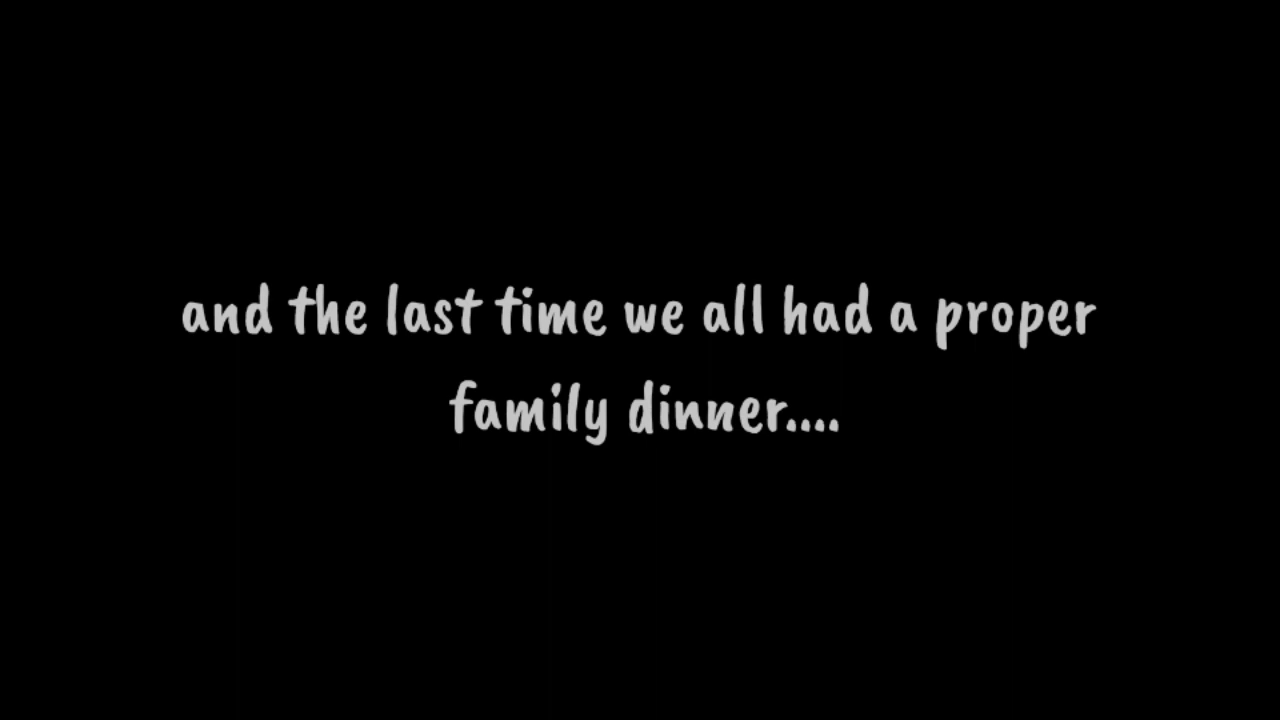 and the last time we all had a proper
family dinner....